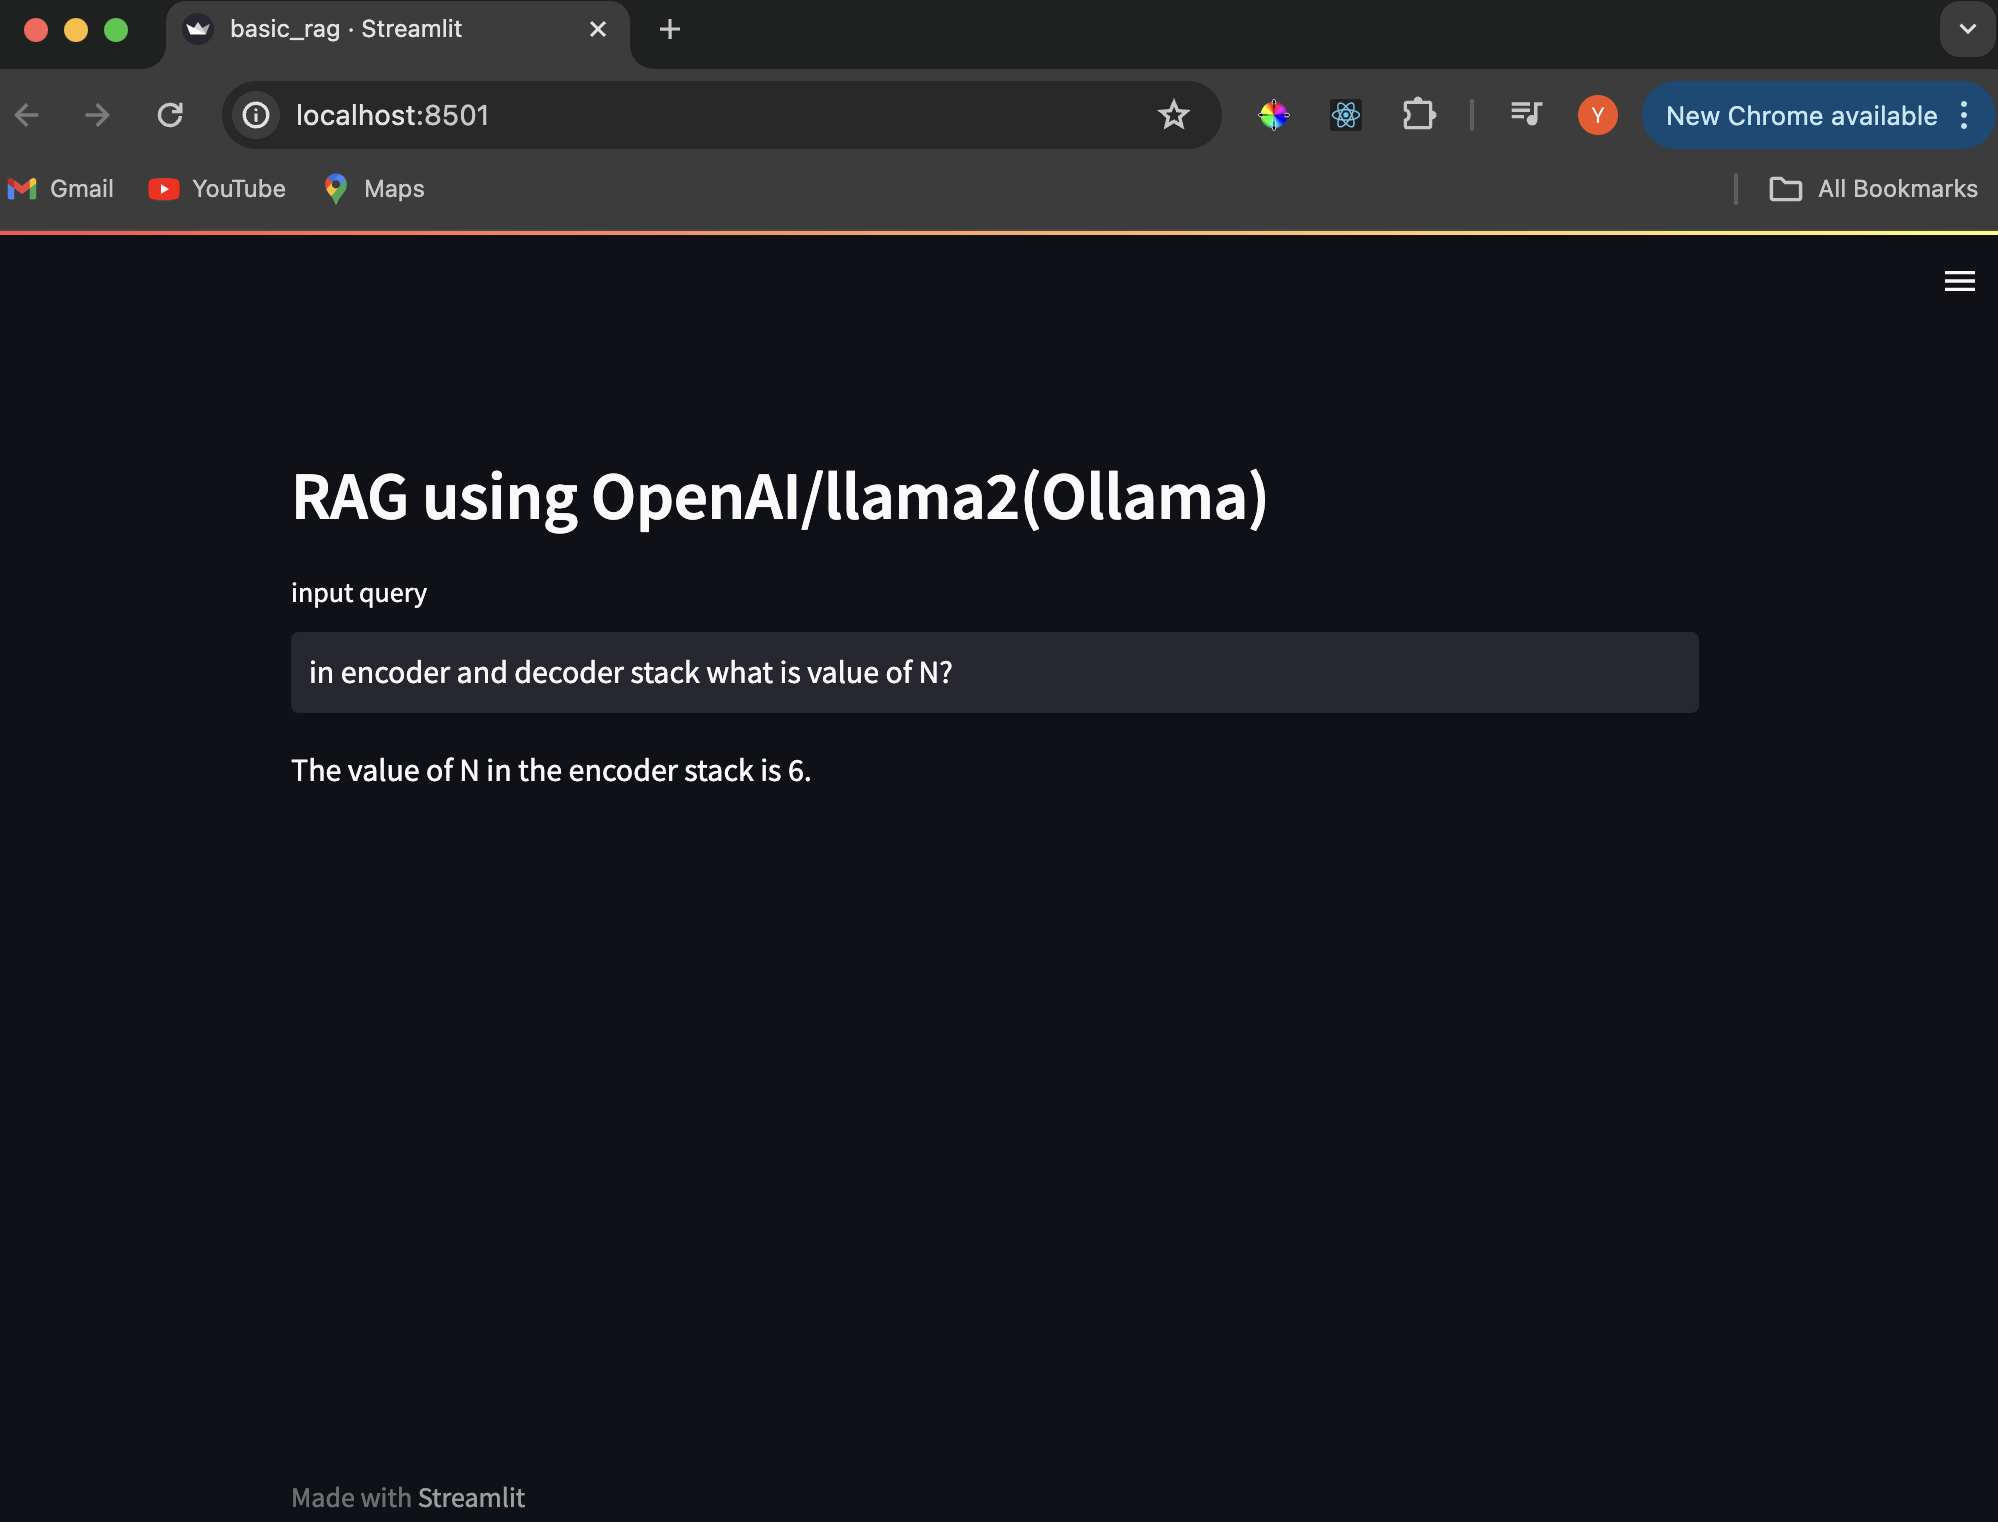 basic_rag · Streamlit
localhost:8501
Y
New Chrome available
Gmail
YouTube
Maps
All Bookmarks
RAG using OpenAI/llama2(Ollama)
input query
in encoder and decoder stack what is value of N?
The value of N in the encoder stack is 6.
Made with Streamlit